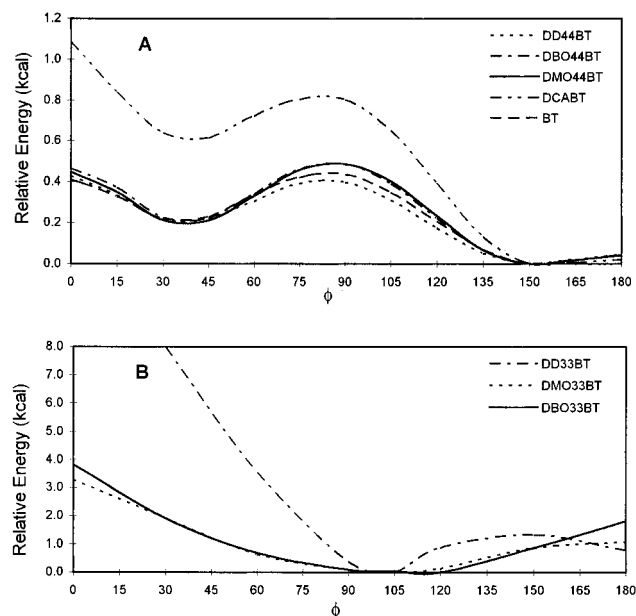 A
Relative Energy (kcal)
1.2
1.0
0.8
0.6
0.4
0.2
0.0
0 15 30 45 60 75 90 105 120 135 150 165 180
ϕ
DD44BT
DBO44BT
DMO44BT
DCABT
BT
B
Relative Energy (kcal)
8.0
7.0
6.0
5.0
4.0
3.0
2.0
1.0
0.0
0 15 30 45 60 75 90 105 120 135 150 165 180
ϕ
DD33BT
DMO33BT
DBO33BT